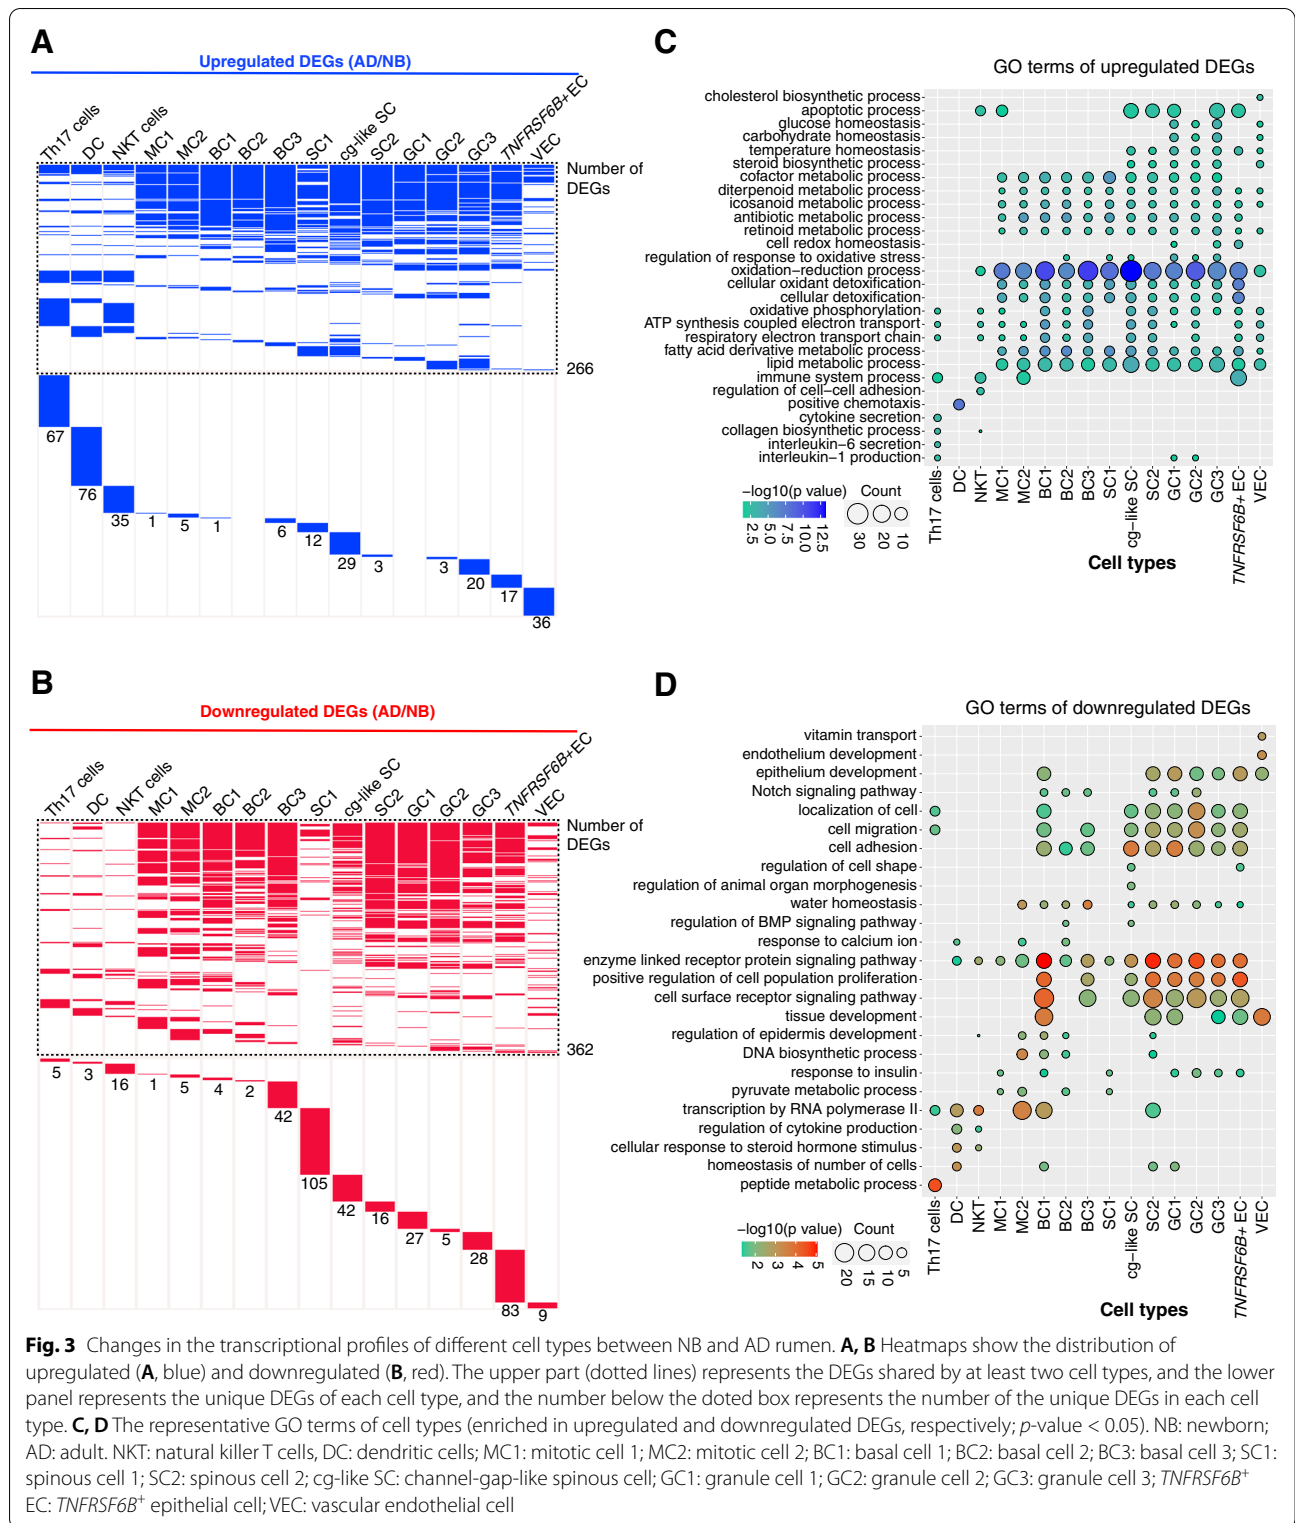 A
Upregulated DEGs (AD/NB)
Th17 cells
DC
NKT cells
MC1
MC2
BC1
BC2
BC3
SC1
cg-like SC
SC2
GC1
GC2
GC3
TNFRSF6B+EC
VEC
Number of
DEGs
266
67
76
35
1
5
1
6
12
29
3
3
20
17
36
B
Downregulated DEGs (AD/NB)
Th17 cells
DC
NKT cells
MC1
MC2
BC1
BC2
BC3
SC1
cg-like SC
SC2
GC1
GC2
GC3
TNFRSF6B+EC
VEC
Number of
DEGs
362
5
3
16
1
5
4
2
42
105
42
16
27
5
28
83
9
C
GO terms of upregulated DEGs
cholesterol biosynthetic process
apoptotic process
glucose homeostasis
carbohydrate homeostasis
temperature homeostasis
steroid biosynthetic process
cofactor metabolic process
diterpenoid metabolic process
icosanoid metabolic process
antibiotic metabolic process
retinoid metabolic process
cell redox homeostasis
regulation of response to oxidative stress
oxidation−reduction process
cellular oxidant detoxification
cellular detoxification
oxidative phosphorylation
ATP synthesis coupled electron transport
respiratory electron transport chain
fatty acid derivative metabolic process
lipid metabolic process
immune system process
regulation of cell−cell adhesion
positive chemotaxis
cytokine secretion
collagen biosynthetic process
interleukin−6 secretion
interleukin−1 production
−log10(p value)
2.5
5.0
7.5
10.0
12.5
Count
30
20
10
Th17 cells
DC
NKT
MC1
MC2
BC1
BC2
BC3
SC1
cg−like SC
SC2
GC1
GC2
GC3
TNFRSF6B+ EC
VEC
Cell types
D
GO terms of downregulated DEGs
vitamin transport
endothelium development
epithelium development
Notch signaling pathway
localization of cell
cell migration
cell adhesion
regulation of cell shape
regulation of animal organ morphogenesis
water homeostasis
regulation of BMP signaling pathway
response to calcium ion
enzyme linked receptor protein signaling pathway
positive regulation of cell population proliferation
cell surface receptor signaling pathway
tissue development
regulation of epidermis development
DNA biosynthetic process
response to insulin
pyruvate metabolic process
transcription by RNA polymerase II
regulation of cytokine production
cellular response to steroid hormone stimulus
homeostasis of number of cells
peptide metabolic process
−log10(p value)
2
3
4
5
Count
20
15
10
5
Th17 cells
DC
NKT
MC1
MC2
BC1
BC2
BC3
SC1
cg−like SC
SC2
GC1
GC2
GC3
TNFRSF6B+ EC
VEC
Cell types
Fig. 3 Changes in the transcriptional profiles of different cell types between NB and AD rumen. A, B Heatmaps show the distribution of
upregulated (A, blue) and downregulated (B, red). The upper part (dotted lines) represents the DEGs shared by at least two cell types, and the lower
panel represents the unique DEGs of each cell type, and the number below the doted box represents the number of the unique DEGs in each cell
type. C, D The representative GO terms of cell types (enriched in upregulated and downregulated DEGs, respectively; p-value < 0.05). NB: newborn;
AD: adult. NKT: natural killer T cells, DC: dendritic cells; MC1: mitotic cell 1; MC2: mitotic cell 2; BC1: basal cell 1; BC2: basal cell 2; BC3: basal cell 3; SC1:
spinous cell 1; SC2: spinous cell 2; cg-like SC: channel-gap-like spinous cell; GC1: granule cell 1; GC2: granule cell 2; GC3: granule cell 3; TNFRSF6B+
EC: TNFRSF6B+ epithelial cell; VEC: vascular endothelial cell